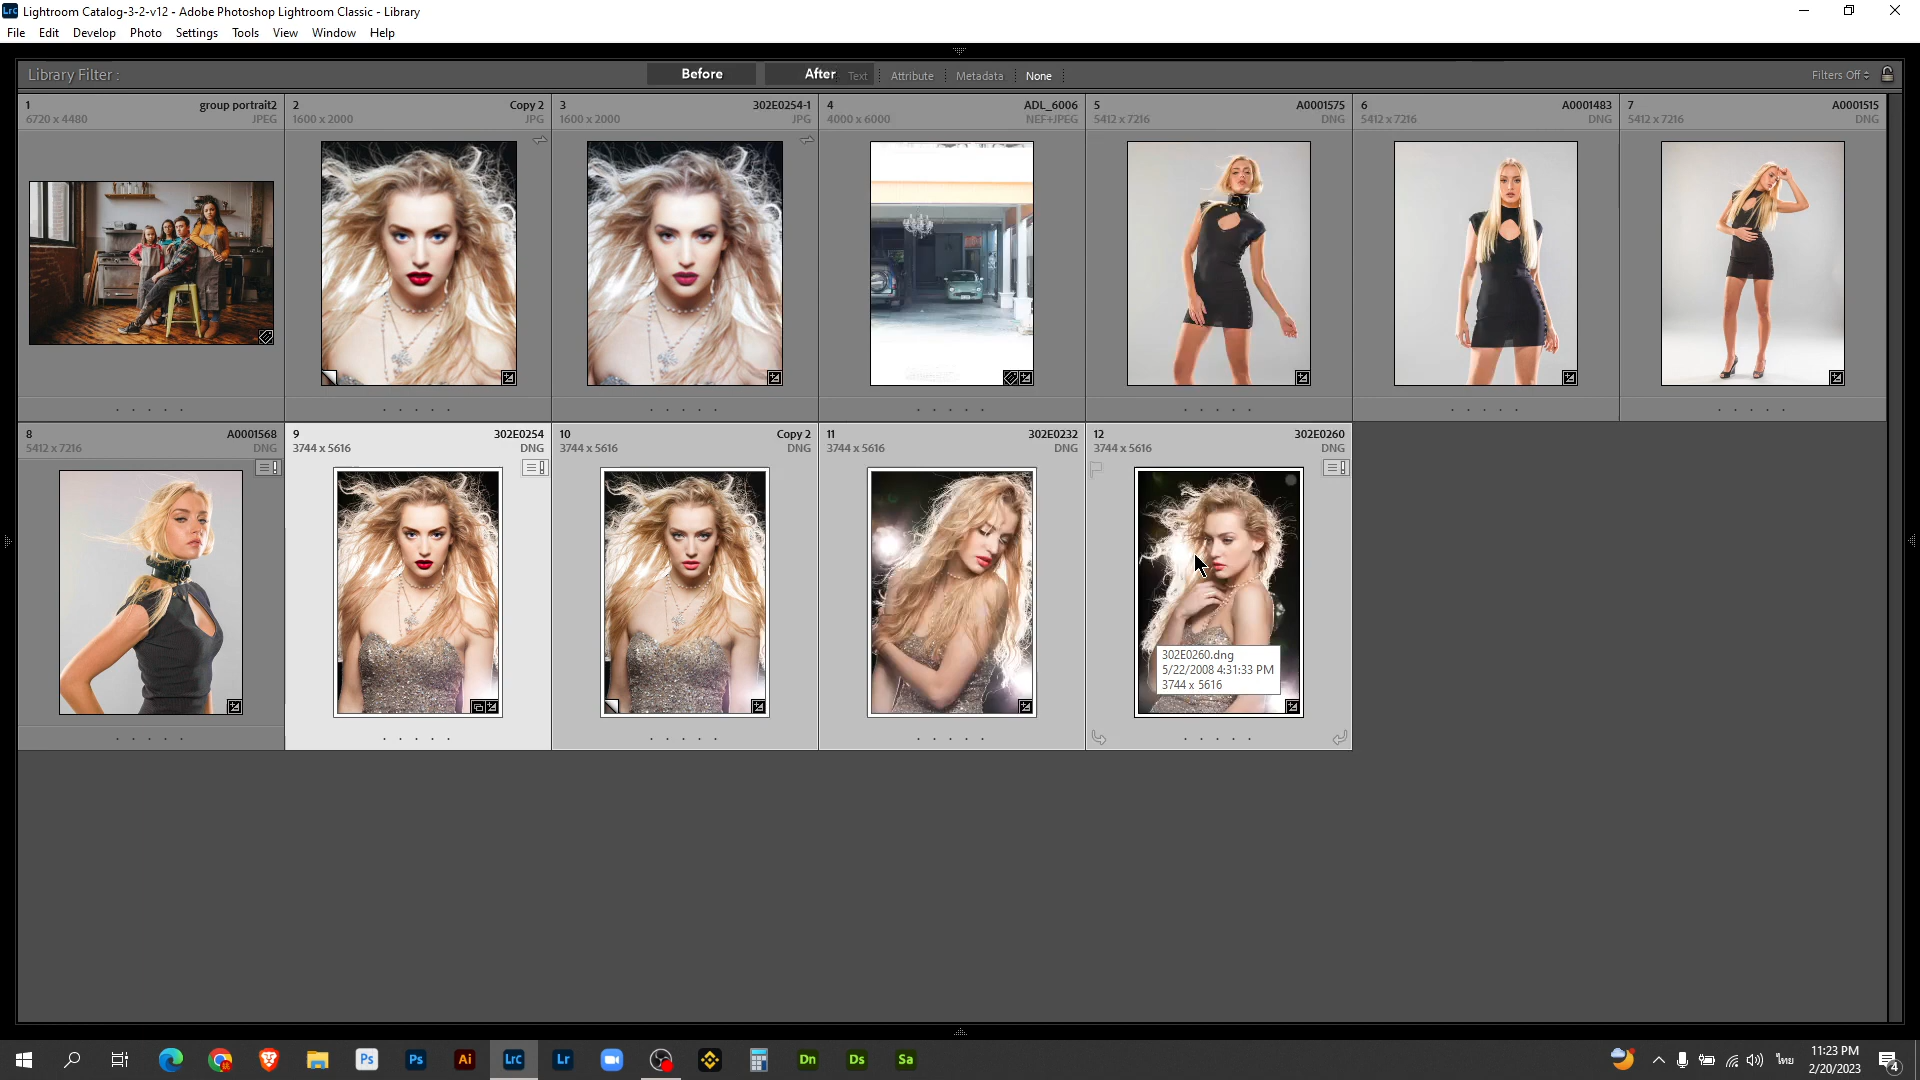 Lightroom Catalog-3-2-v12 - Adobe Photoshop Lightroom Classic - Library
File Edit Develop Photo Settings Tools View Window Help
Library Filter : Before After Text Attribute Metadata None Filters Off
1 group portrait2 2 Copy 2 3 302E0254-1 4 ADL_6006 5 A0001575 6 A0001483 7 A0001515
6720 x 4480 JPEG 1600 x 2000 JPG 1600 x 2000 JPG 4000 x 6000 NEF+JPEG 5412 x 7216 DNG 5412 x 7216 DNG 5412 x 7216 DNG
8 A0001568 9 302E0254 10 Copy 2 11 302E0232 12 302E0260
5412 x 7216 DNG 3744 x 5616 DNG 3744 x 5616 DNG 3744 x 5616 DNG 3744 x 5616 DNG
302E0260.dng
5/22/2008 4:31:33 PM
3744 x 5616
Ps Ps Ai LrC Lr Dn Ds Sa ไทย 11:23 PM 4
2/20/2023